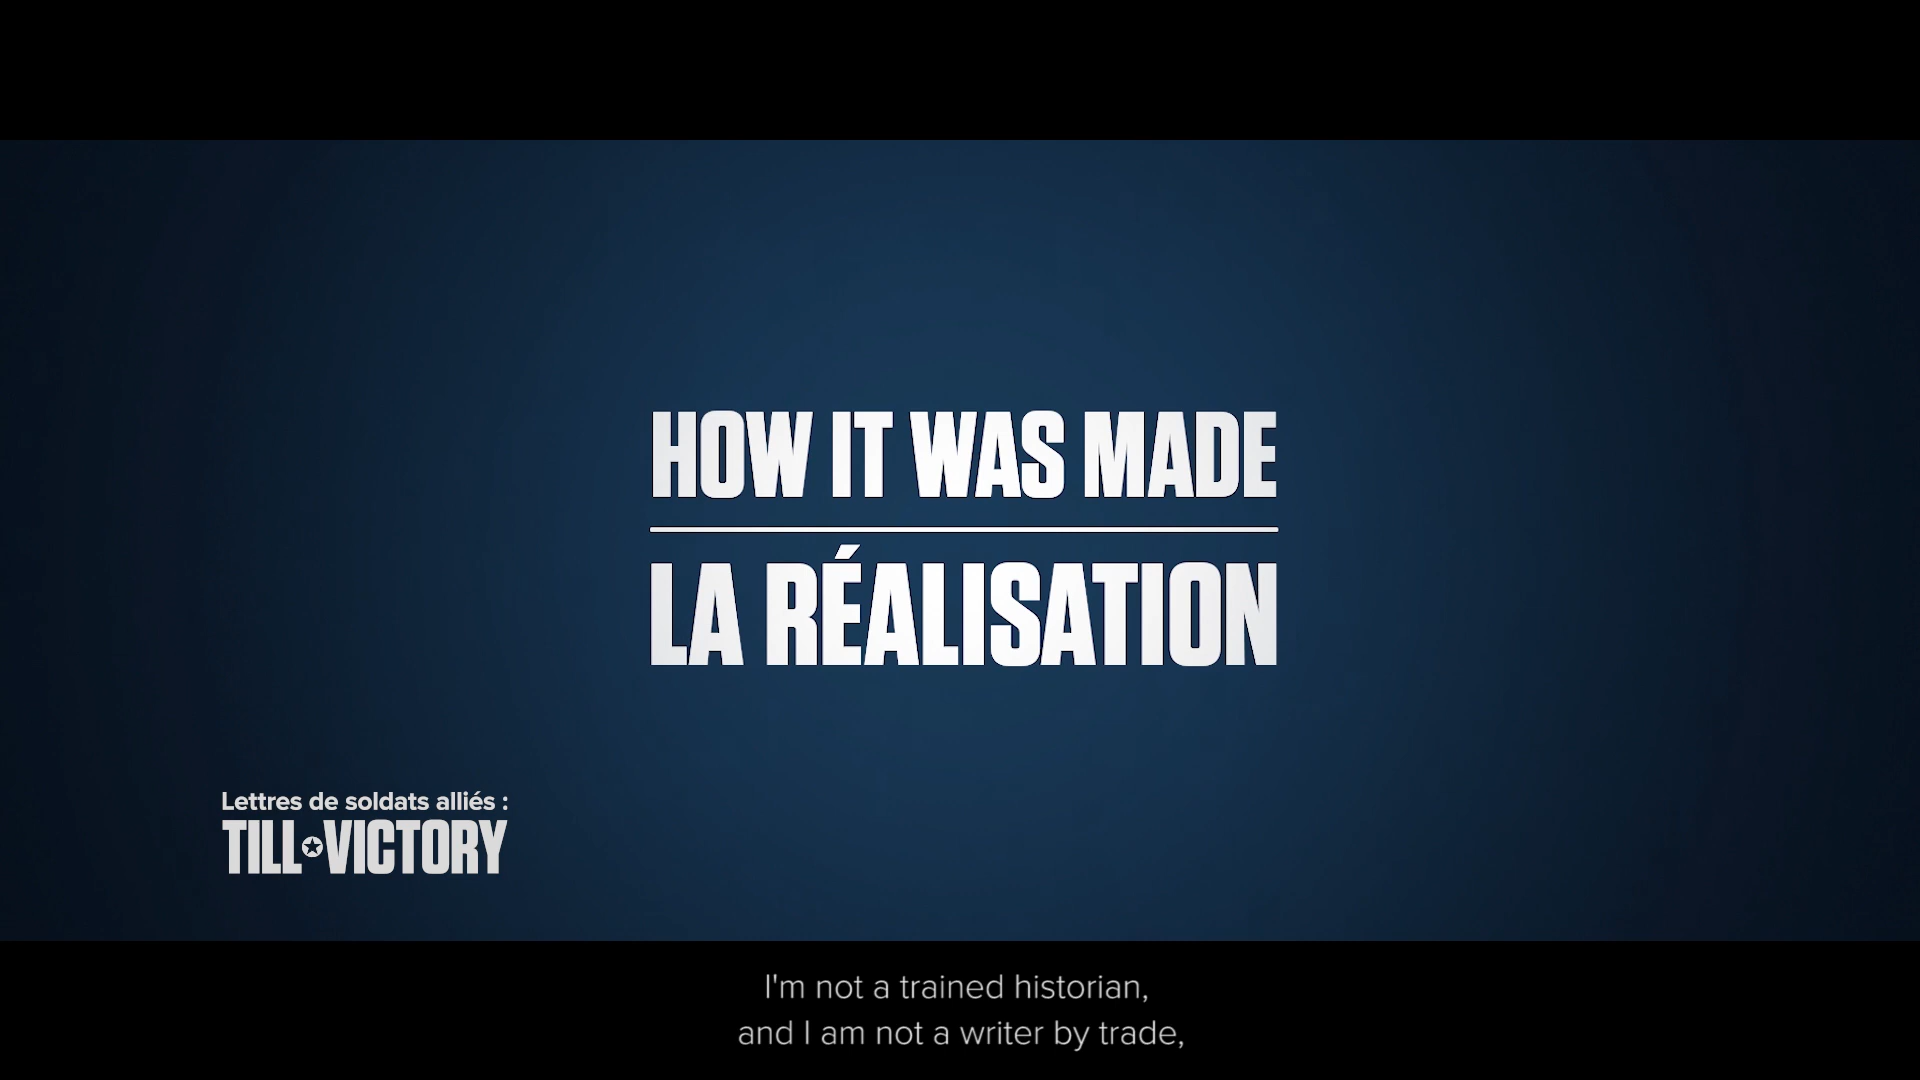 HOW IT WAS MADE
LA RÉALISATION
Lettres de soldats alliés :
TILL VICTORY
I'm not a trained historian,
and I am not a writer by trade,